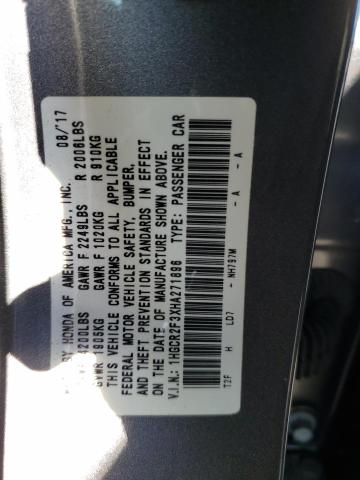 BY HONDA OF AMERICA MFG., INC. 08/'17
4200LBS GAWR F 2249LBS R 2006LBS
GVWR 1905KG GAWR F 1020KG R 910KG
THIS VEHICLE CONFORMS TO ALL APPLICABLE
FEDERAL MOTOR VEHICLE SAFETY, BUMPER,
AND THEFT PREVENTION STANDARDS IN EFFECT
ON THE DATE OF MANUFACTURE SHOWN ABOVE.
V.I.N.: 1HGCR2F3XHA271896 TYPE: PASSENGER CAR
T2F H LD7 NH797M - A - A